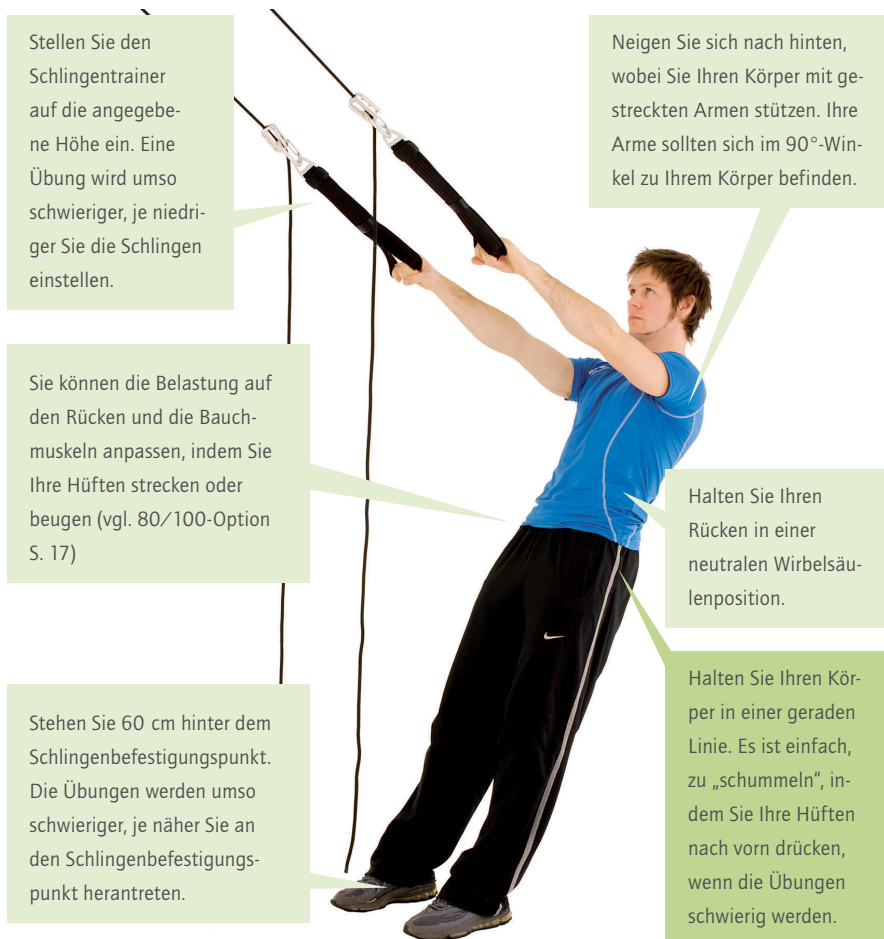 Stellen Sie den
Schlingentrainer
auf die angegebe-
ne Höhe ein. Eine
Übung wird umso
schwieriger, je niedri-
ger Sie die Schlingen
einstellen.
Neigen Sie sich nach hinten,
wobei Sie Ihren Körper mit ge-
streckten Armen stützen. Ihre
Arme sollten sich im 90°-Win-
kel zu Ihrem Körper befinden.
Sie können die Belastung auf
den Rücken und die Bauch-
muskeln anpassen, indem Sie
Ihre Hüften strecken oder
beugen (vgl. 80/100-Option
S. 17)
Halten Sie Ihren
Rücken in einer
neutralen Wirbelsäu-
lenposition.
Halten Sie Ihren Kör-
per in einer geraden
Linie. Es ist einfach,
zu „schummeln“, in-
dem Sie Ihre Hüften
nach vorn drücken,
wenn die Übungen
schwierig werden.
Stehen Sie 60 cm hinter dem
Schlingenbefestigungspunkt.
Die Übungen werden umso
schwieriger, je näher Sie an
den Schlingenbefestigungs-
punkt herantreten.